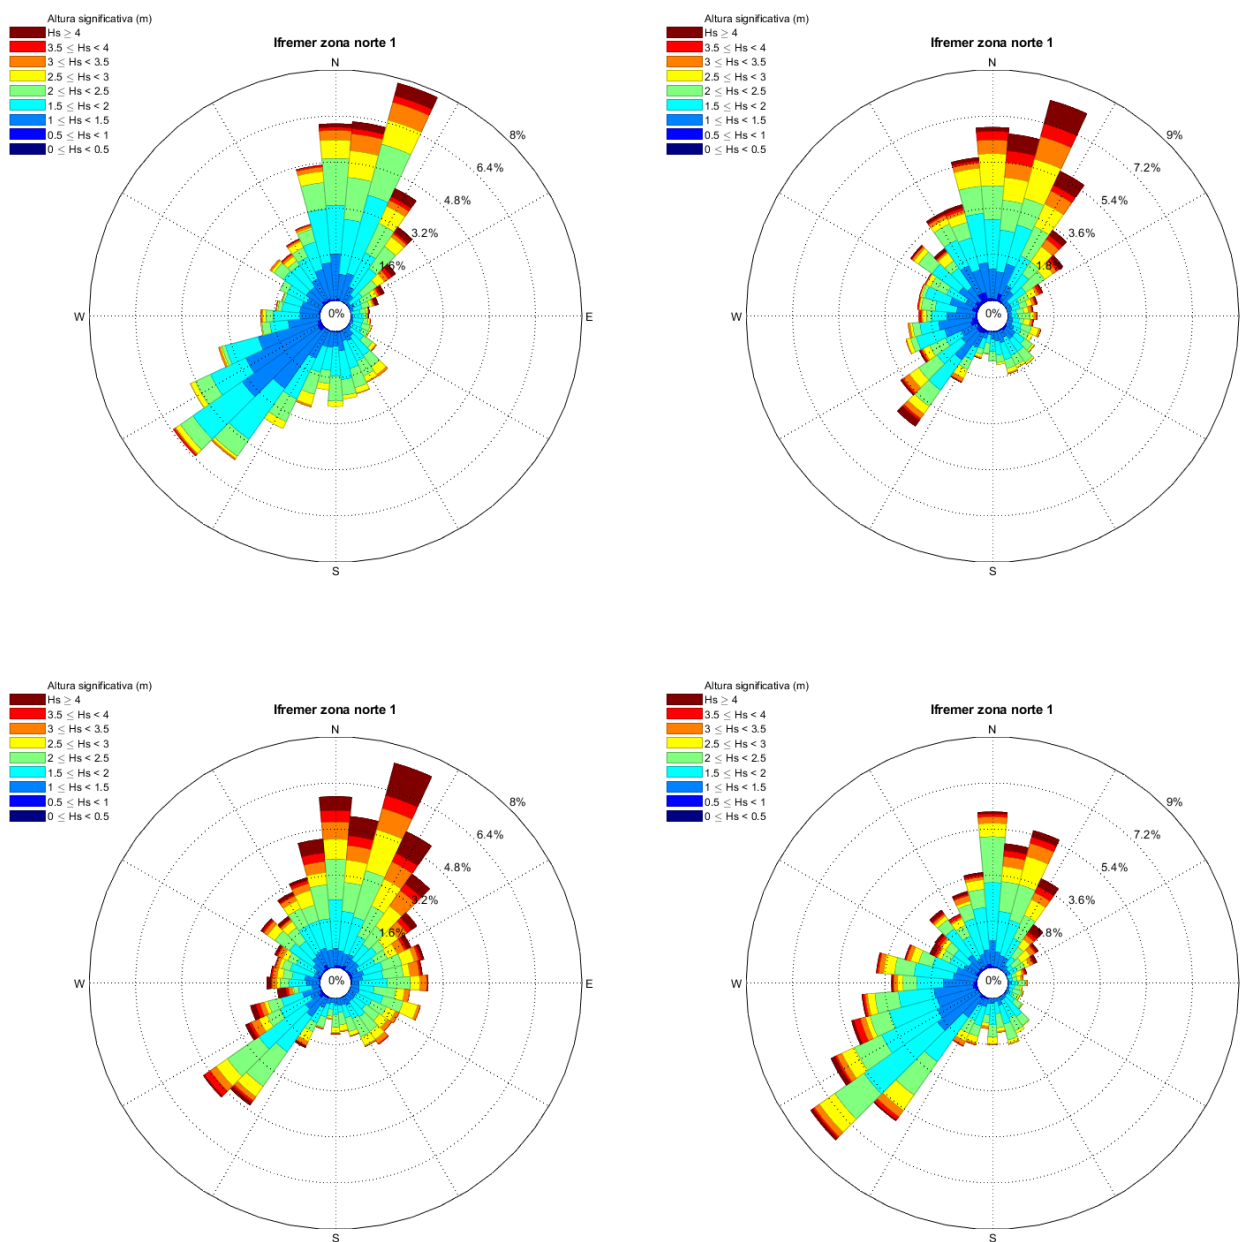 Altura significativa (m)
Hs ≥ 4
3.5 ≤ Hs < 4
3 ≤ Hs < 3.5
2.5 ≤ Hs < 3
2 ≤ Hs < 2.5
1.5 ≤ Hs < 2
1 ≤ Hs < 1.5
0.5 ≤ Hs < 1
0 ≤ Hs < 0.5
Ifremer zona norte 1
N
8%
6.4%
4.8%
3.2%
1.6%
0%
W
E
S
Altura significativa (m)
Hs ≥ 4
3.5 ≤ Hs < 4
3 ≤ Hs < 3.5
2.5 ≤ Hs < 3
2 ≤ Hs < 2.5
1.5 ≤ Hs < 2
1 ≤ Hs < 1.5
0.5 ≤ Hs < 1
0 ≤ Hs < 0.5
Ifremer zona norte 1
N
9%
7.2%
5.4%
3.6%
1.8%
0%
W
E
S
Altura significativa (m)
Hs ≥ 4
3.5 ≤ Hs < 4
3 ≤ Hs < 3.5
2.5 ≤ Hs < 3
2 ≤ Hs < 2.5
1.5 ≤ Hs < 2
1 ≤ Hs < 1.5
0.5 ≤ Hs < 1
0 ≤ Hs < 0.5
Ifremer zona norte 1
N
8%
6.4%
4.8%
3.2%
1.6%
0%
W
E
S
Altura significativa (m)
Hs ≥ 4
3.5 ≤ Hs < 4
3 ≤ Hs < 3.5
2.5 ≤ Hs < 3
2 ≤ Hs < 2.5
1.5 ≤ Hs < 2
1 ≤ Hs < 1.5
0.5 ≤ Hs < 1
0 ≤ Hs < 0.5
Ifremer zona norte 1
N
9%
7.2%
5.4%
3.6%
1.8%
0%
W
E
S